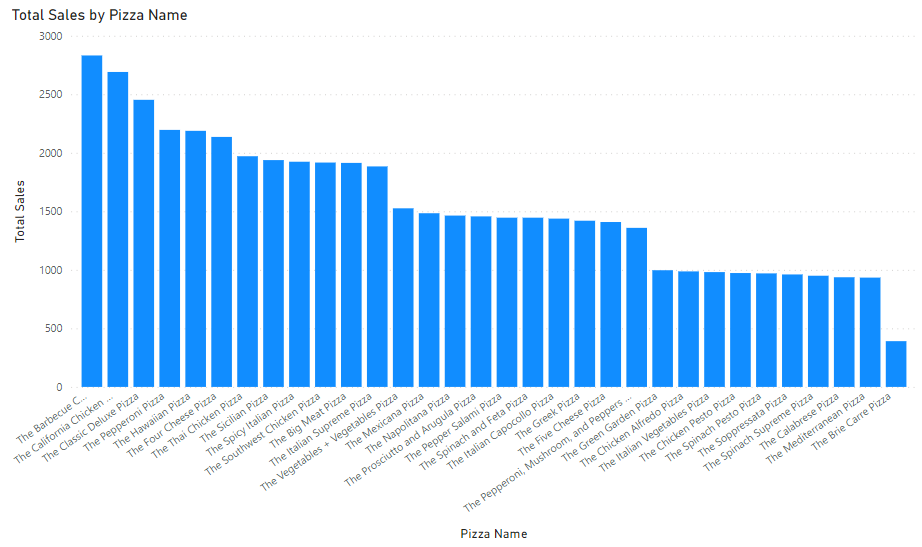 Total Sales by Pizza Name
3000
2500
2000
1500
1000
500
0
Total Sales
The Barbecue C...
The California Chicken ...
The Classic Deluxe Pizza
The Pepperoni Pizza
The Hawaiian Pizza
The Four Cheese Pizza
The Thai Chicken Pizza
The Sicilian Pizza
The Spicy Italian Pizza
The Southwest Chicken Pizza
The Big Meat Pizza
The Italian Supreme Pizza
The Vegetables + Vegetables Pizza
The Mexicana Pizza
The Napolitana Pizza
The Prosciutto and Arugula Pizza
The Pepper Salami Pizza
The Spinach and Feta Pizza
The Italian Capocollo Pizza
The Greek Pizza
The Five Cheese Pizza
The Pepperoni, Mushroom, and Peppers ...
The Green Garden Pizza
The Chicken Alfredo Pizza
The Italian Vegetables Pizza
The Chicken Pesto Pizza
The Spinach Pesto Pizza
The Soppressata Pizza
The Spinach Supreme Pizza
The Calabrese Pizza
The Mediterranean Pizza
The Brie Carre Pizza
Pizza Name